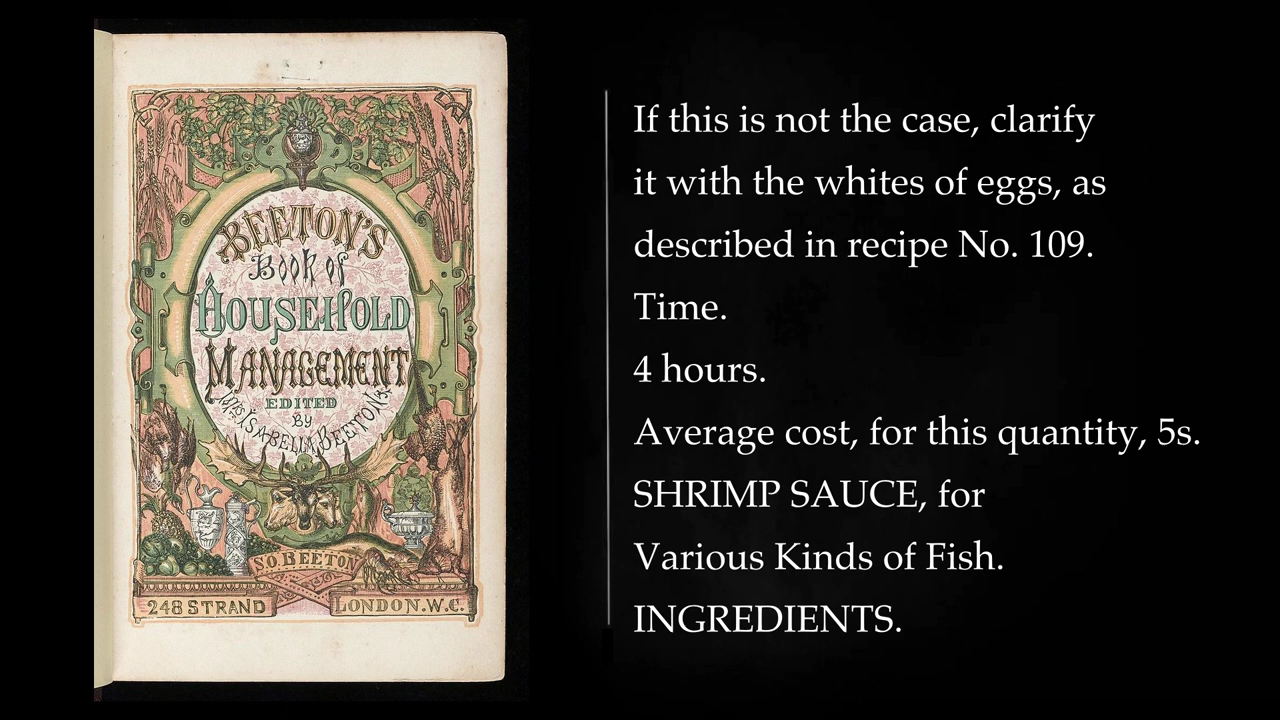 BEETON'S
Book of
HOUSEHOLD
MANAGEMENT
EDITED
BY
MRS ISABELLA BEETON
S.O. BEETON
248 STRAND
LONDON. W.C.
If this is not the case, clarify
it with the whites of eggs, as
described in recipe No. 109.
Time.
4 hours.
Average cost, for this quantity, 5s.
SHRIMP SAUCE, for
Various Kinds of Fish.
INGREDIENTS.